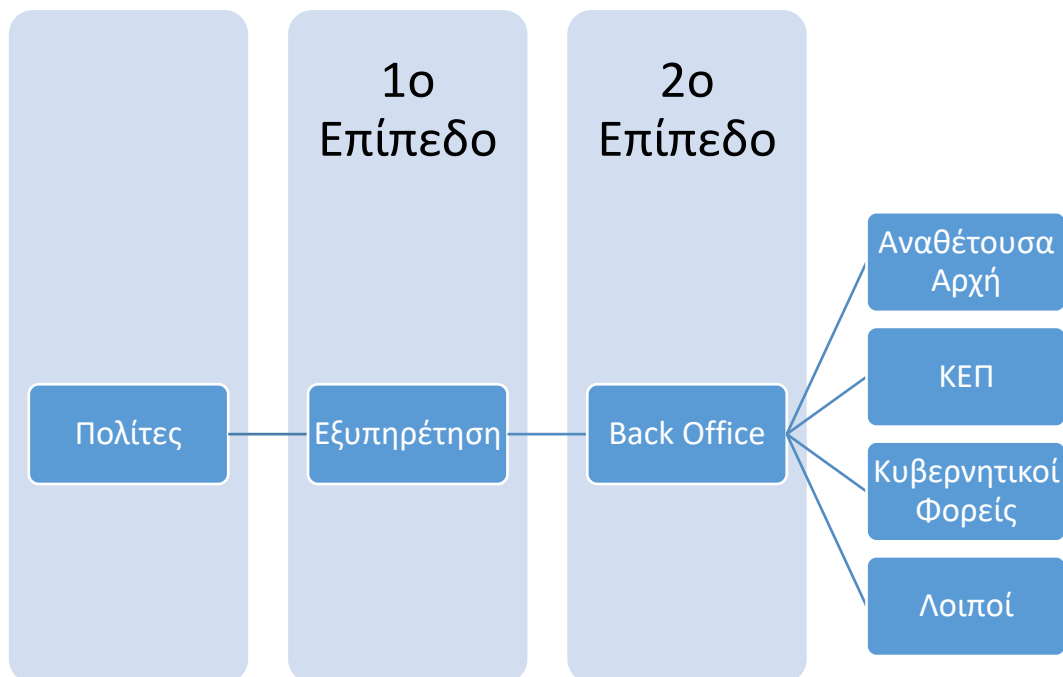 1ο
Επίπεδο
2ο
Επίπεδο
Πολίτες
Εξυπηρέτηση
Back Office
Αναθέτουσα
Αρχή
ΚΕΠ
Κυβερνητικοί
Φορείς
Λοιποί